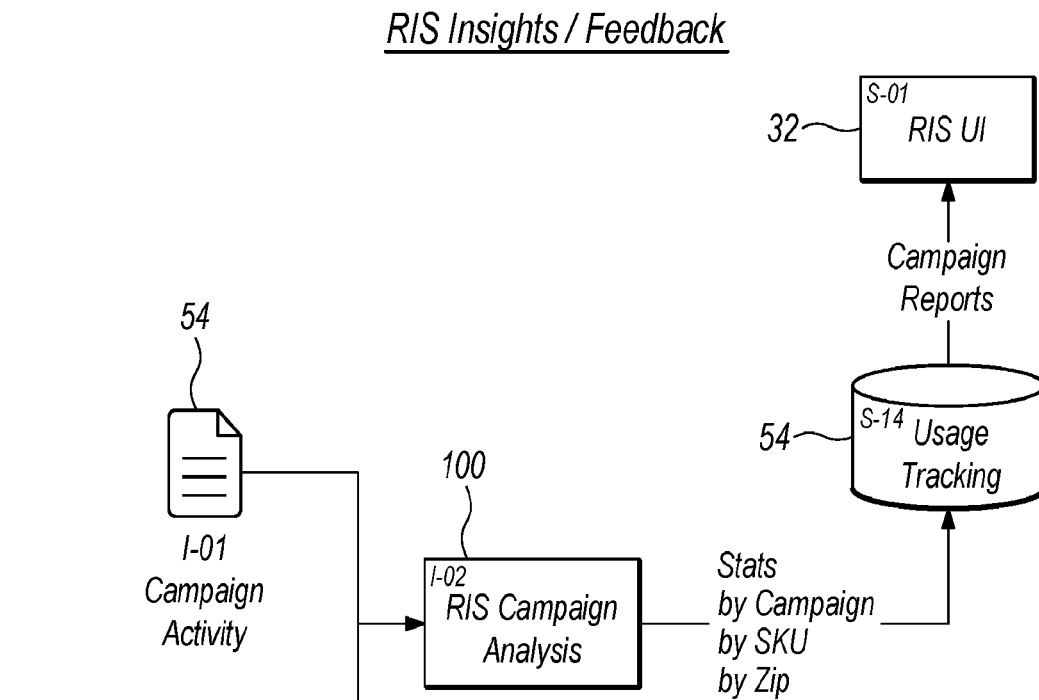 RIS Insights / Feedback
S-01
RIS UI
32
Campaign
Reports
54
S-14
Usage
Tracking
54
100
I-01
Campaign
Activity
I-02
RIS Campaign
Analysis
Stats
by Campaign
by SKU
by Zip